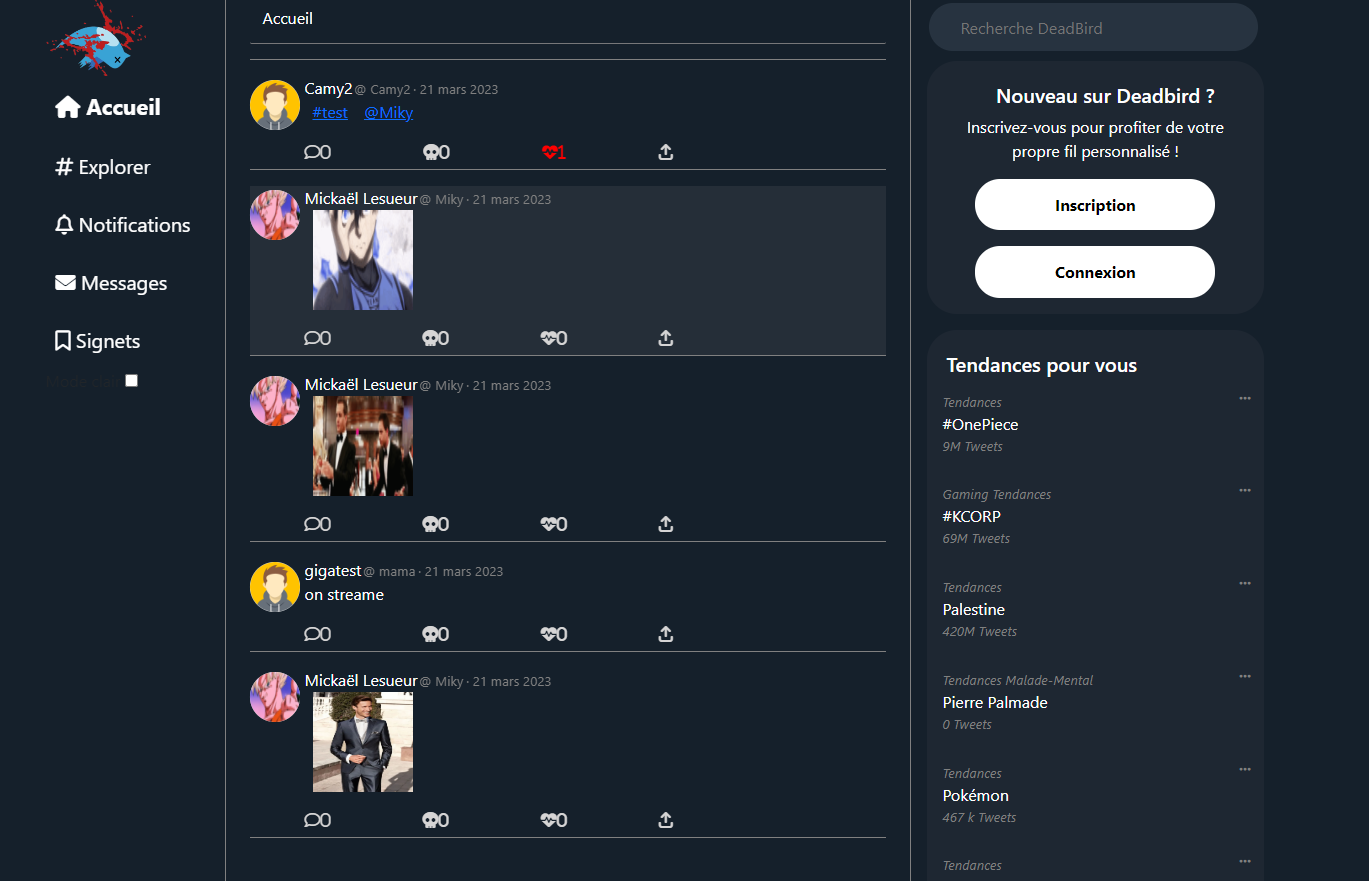 Accueil
Explorer
Notifications
Messages
Signets
Accueil
Camy2 @ Camy2 · 21 mars 2023
#test @Miky
0 0 1
Mickaël Lesueur @ Miky · 21 mars 2023
0 0 0
Mickaël Lesueur @ Miky · 21 mars 2023
0 0 0
gigatest @ mama · 21 mars 2023
on streame
0 0 0
Mickaël Lesueur @ Miky · 21 mars 2023
0 0 0
Recherche DeadBird
Nouveau sur Deadbird ?
Inscrivez-vous pour profiter de votre
propre fil personnalisé !
Inscription
Connexion
Tendances pour vous
Tendances
#OnePiece
9M Tweets
Gaming Tendances
#KCORP
69M Tweets
Tendances
Palestine
420M Tweets
Tendances Malade-Mental
Pierre Palmade
0 Tweets
Tendances
Pokémon
467 k Tweets
Tendances